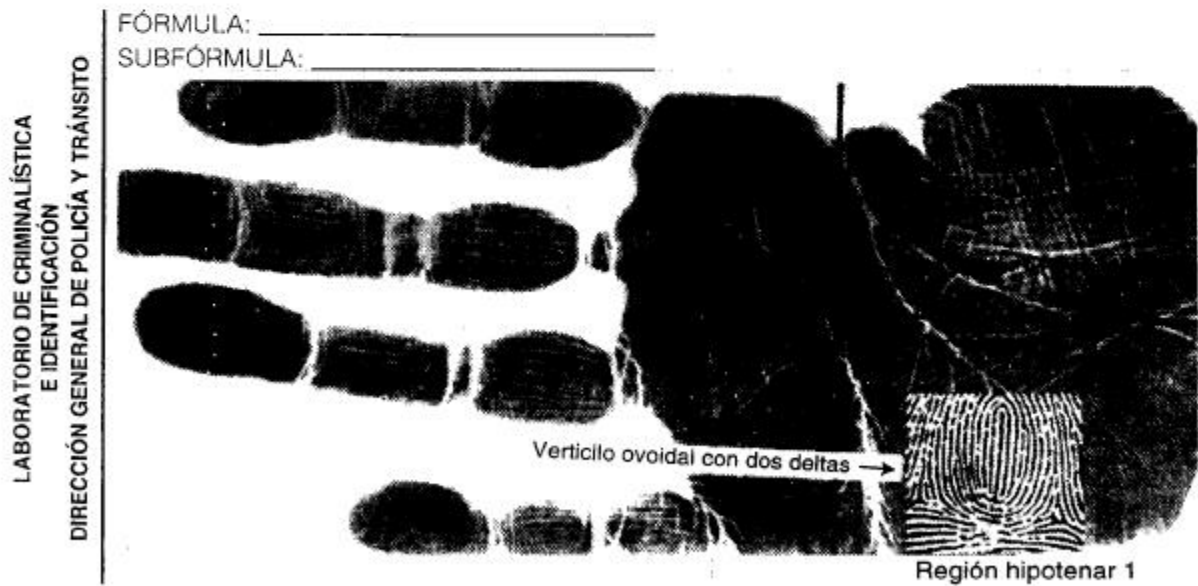 LABORATORIO DE CRIMINALÍSTICA
E IDENTIFICACIÓN
DIRECCIÓN GENERAL DE POLICÍA Y TRÁNSITO
FÓRMULA:
SUBFÓRMULA:
Verticilo ovoidal con dos deltas
Región hipotenar 1